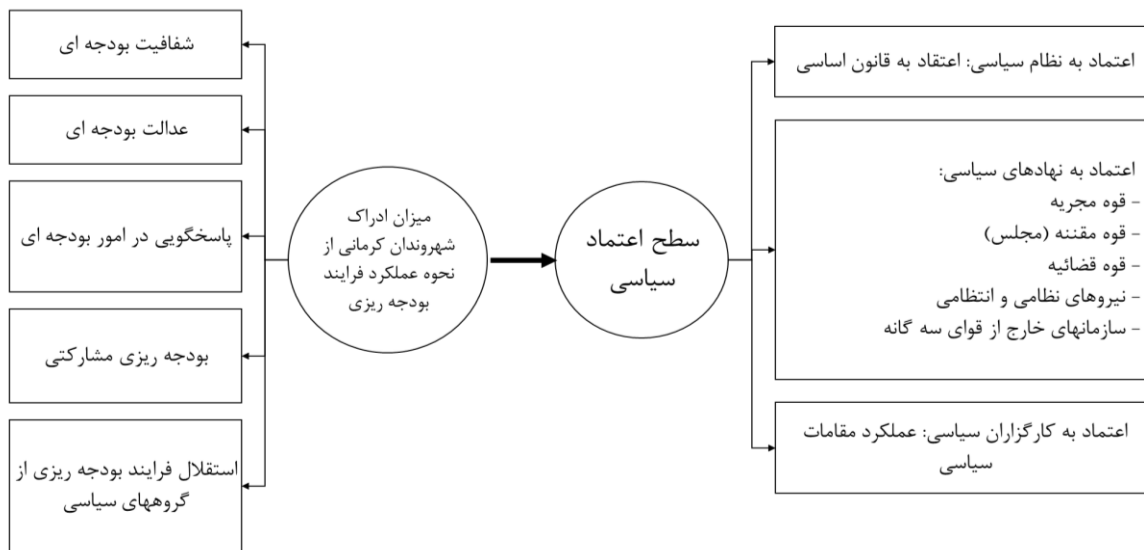 شفافیت بودجه ای
عدالت بودجه ای
پاسخگویی در امور بودجه ای
بودجه ریزی مشارکتی
استقلال فرایند بودجه ریزی از
گروههای سیاسی
میزان ادراک
شهروندان کرمانی از
نحوه عملکرد فرایند
بودجه ریزی
سطح اعتماد
سیاسی
اعتماد به نظام سیاسی: اعتقاد به قانون اساسی
اعتماد به نهادهای سیاسی:
- قوه مجریه
- قوه مقننه (مجلس)
- قوه قضائیه
- نیروهای نظامی و انتظامی
- سازمانهای خارج از قوای سه گانه
اعتماد به کارگزاران سیاسی: عملکرد مقامات
سیاسی